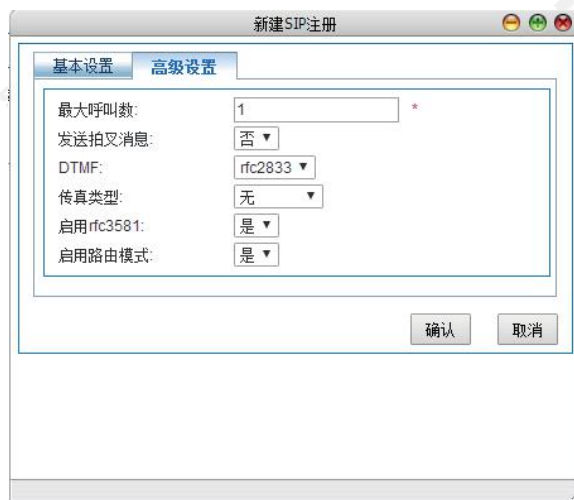 新建SIP注册
基本设置 高级设置
最大呼叫数: 1 *
发送拍叉消息: 否
DTMF: rfc2833
传真类型: 无
启用rfc3581: 是
启用路由模式: 是
确认 取消